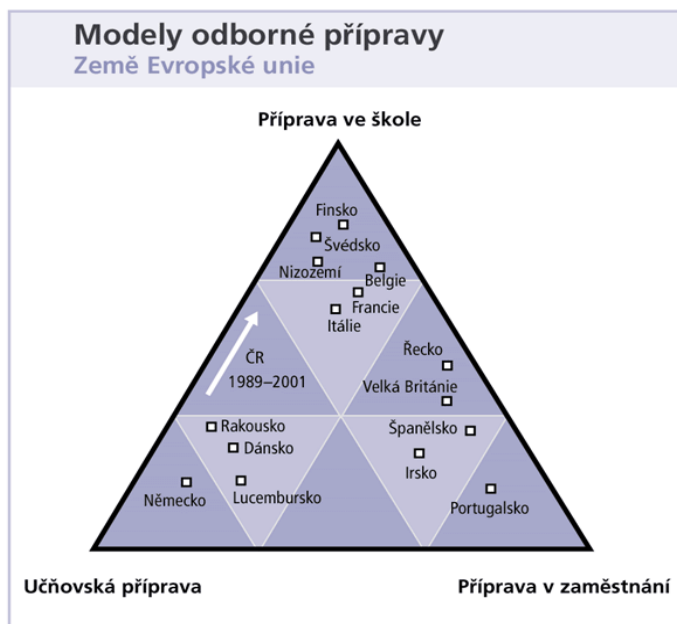 Modely odborné přípravy
Země Evropské unie
Příprava ve škole
Finsko
Švédsko
Nizozemí
Belgie
Francie
Itálie
ČR
1989–2001
Řecko
Velká Británie
Rakousko
Dánsko
Lucembursko
Německo
Španělsko
Irsko
Portugalsko
Učňovská příprava
Příprava v zaměstnání